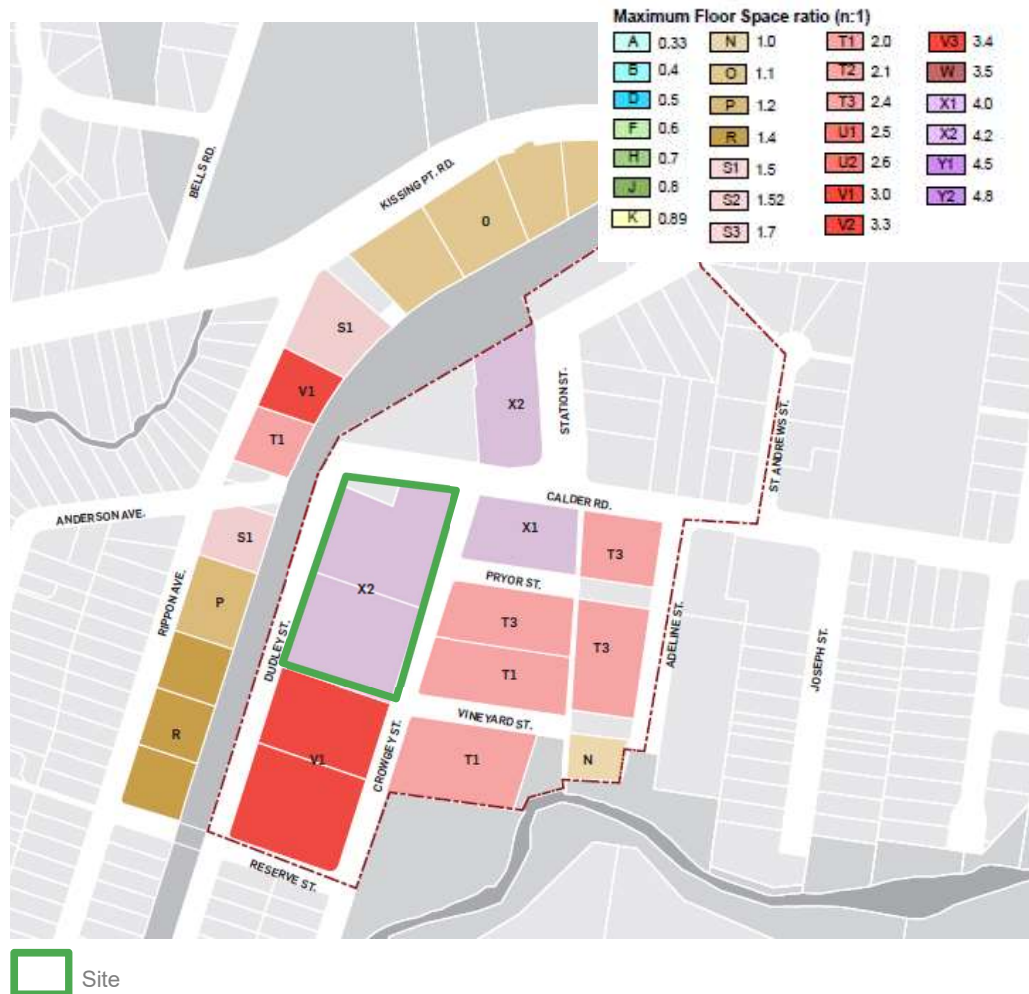 Maximum Floor Space ratio (n:1)
A 0.33
B 0.4
D 0.5
F 0.6
H 0.7
J 0.8
K 0.89
N 1.0
O 1.1
P 1.2
R 1.4
S1 1.5
S2 1.52
S3 1.7
T1 2.0
T2 2.1
T3 2.4
U1 2.5
U2 2.6
V1 3.0
V2 3.3
V3 3.4
W 3.5
X1 4.0
X2 4.2
Y1 4.5
Y2 4.8
BELLS RD.
KISSING PT. RD.
O
S1
V1
T1
X2
STATION ST.
ST ANDREWS ST.
CALDER RD.
ANDERSON AVE.
S1
X1
T3
PRYOR ST.
X2
P
RIPPON AVE.
DUDLEY ST.
T3
T3
T1
ADELINE ST.
JOSEPH ST.
VINEYARD ST.
R
V1
CROWGEY ST.
T1
N
RESERVE ST.
Site